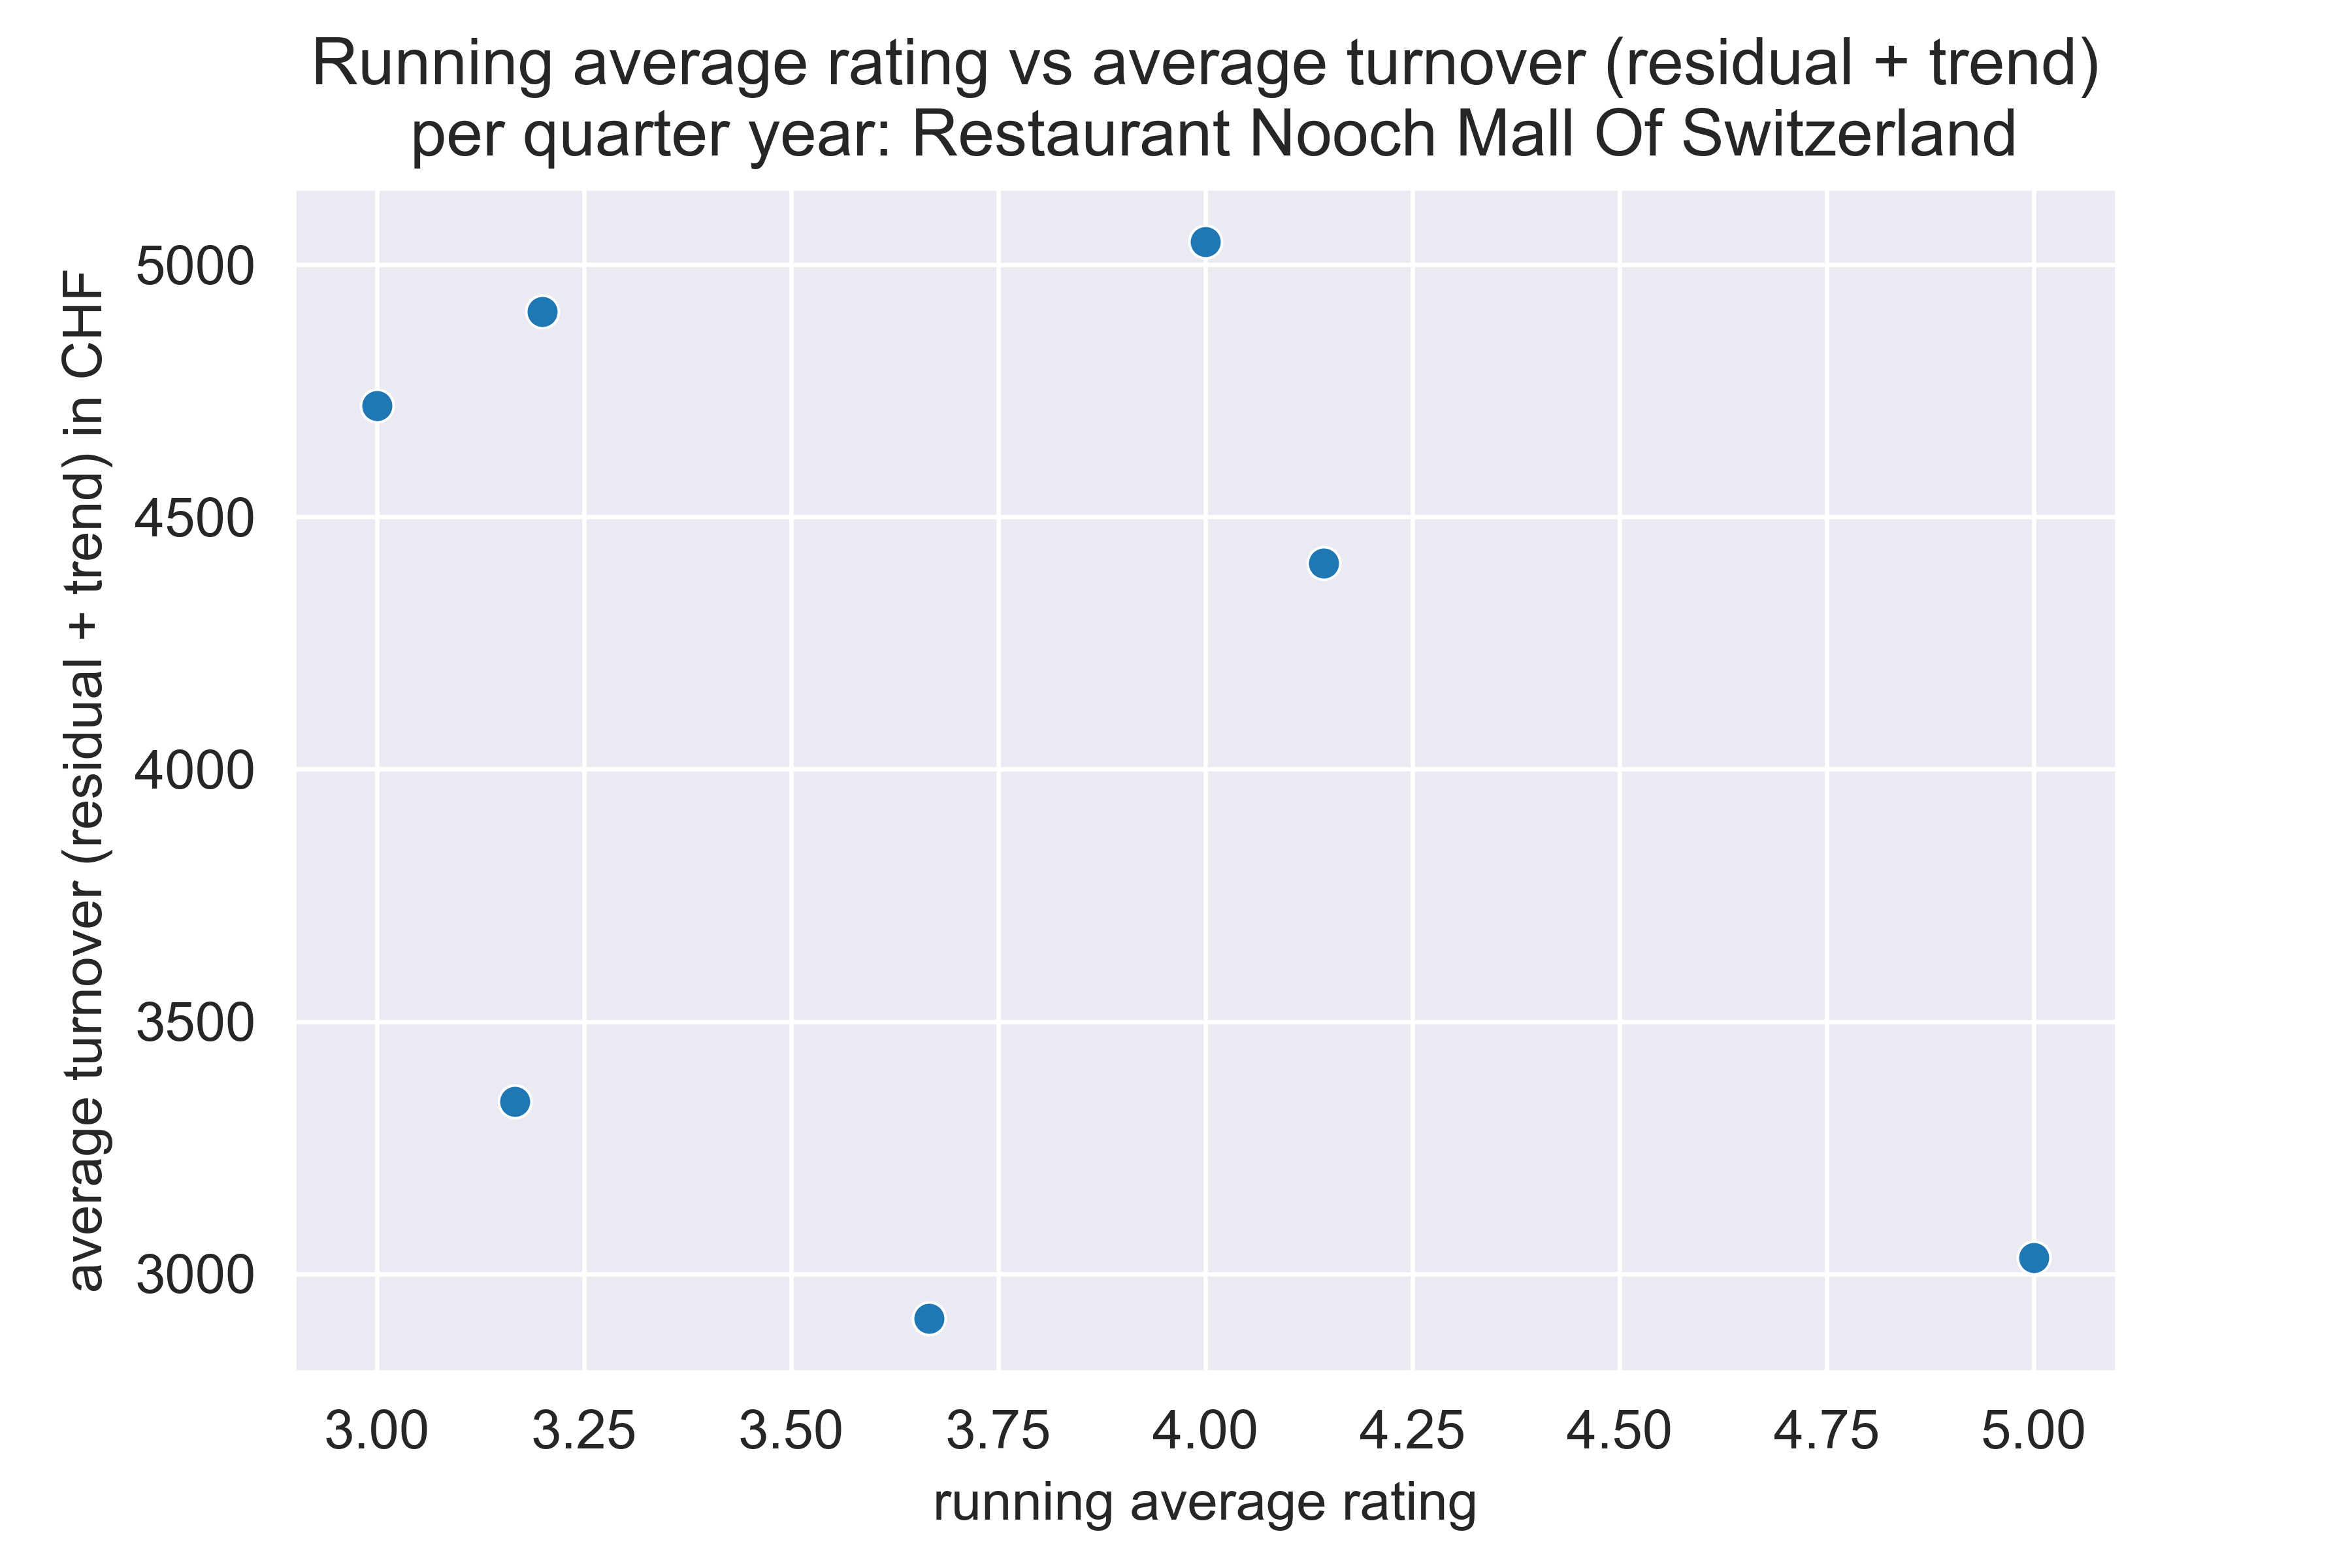 Running average rating vs average turnover (residual + trend)
per quarter year: Restaurant Nooch Mall Of Switzerland
average turnover (residual + trend) in CHF
5000
4500
4000
3500
3000
3.00 3.25 3.50 3.75 4.00 4.25 4.50 4.75 5.00
running average rating